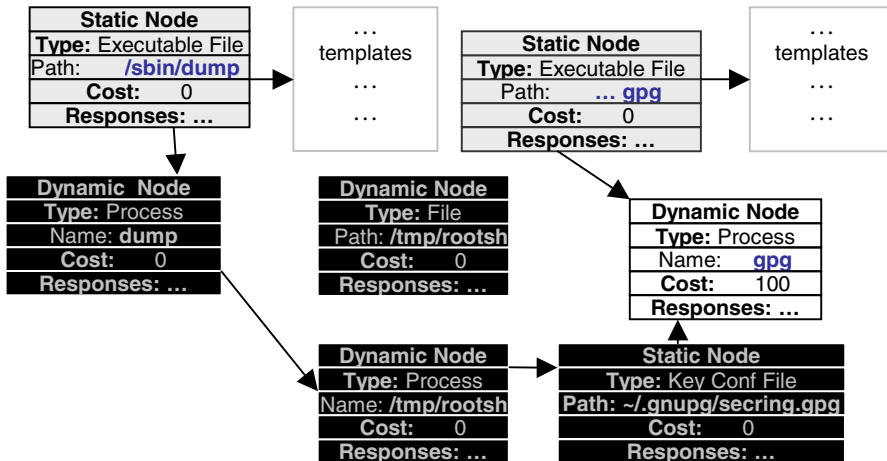 Static Node
Type: Executable File
Path: /sbin/dump
Cost: 0
Responses: ...
...
templates
...
...
Static Node
Type: Executable File
Path: ... gpg
Cost: 0
Responses: ...
...
templates
...
...
Dynamic Node
Type: Process
Name: dump
Cost: 0
Responses: ...
Dynamic Node
Type: File
Path: /tmp/rootsh
Cost: 0
Responses: ...
Dynamic Node
Type: Process
Name: gpg
Cost: 100
Responses: ...
Dynamic Node
Type: Process
Name: /tmp/rootsh
Cost: 0
Responses: ...
Static Node
Type: Key Conf File
Path: ~/.gnupg/secring.gpg
Cost: 0
Responses: ...